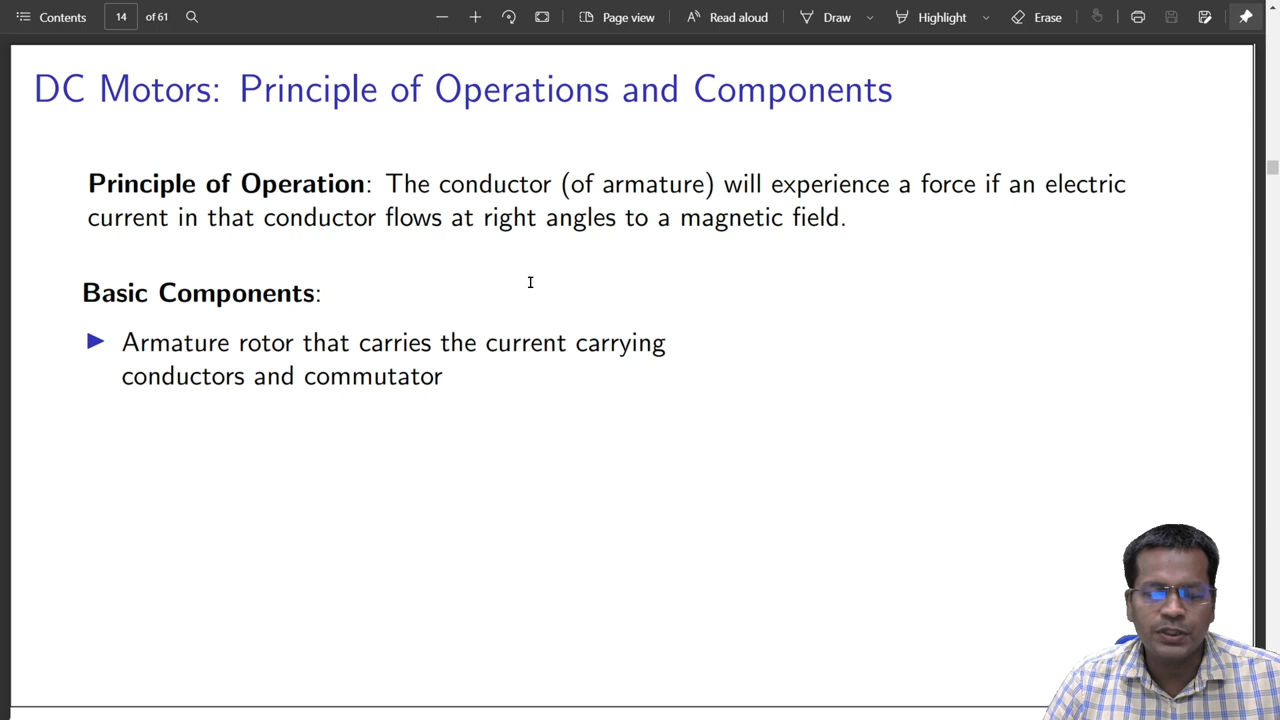 Contents 14 of 61 Page view Read aloud Draw Highlight Erase
DC Motors: Principle of Operations and Components
Principle of Operation: The conductor (of armature) will experience a force if an electric
current in that conductor flows at right angles to a magnetic field.
Basic Components:
Armature rotor that carries the current carrying
conductors and commutator